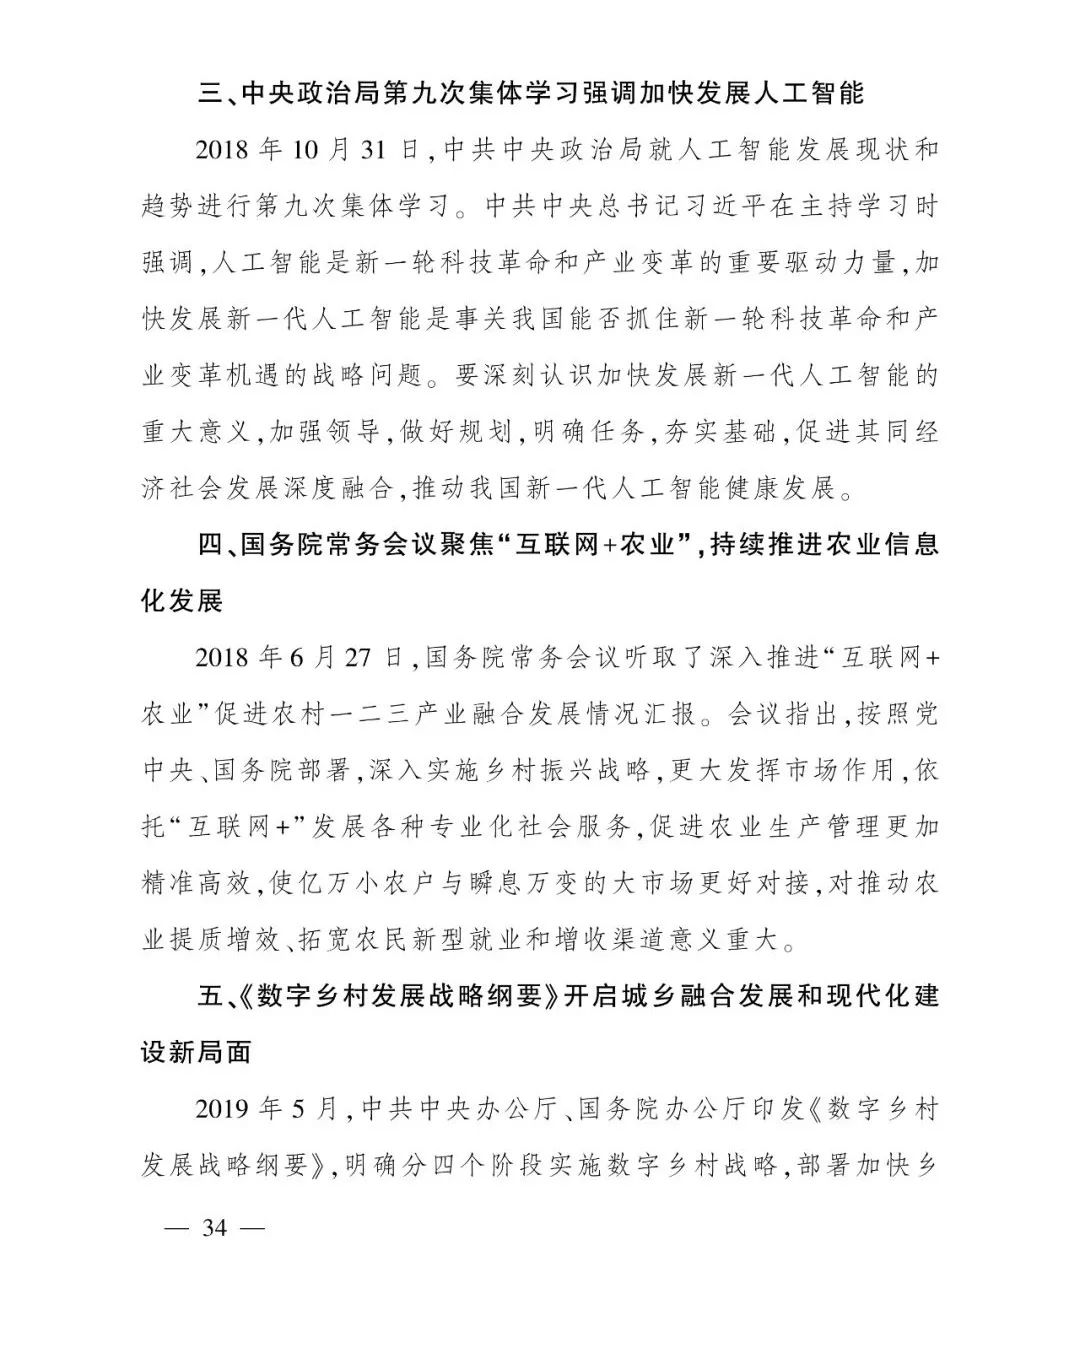 三、中央政治局第九次集体学习强调加快发展人工智能
2018 年 10 月 31 日,中共中央政治局就人工智能发展现状和
趋势进行第九次集体学习。中共中央总书记习近平在主持学习时
强调,人工智能是新一轮科技革命和产业变革的重要驱动力量,加
快发展新一代人工智能是事关我国能否抓住新一轮科技革命和产
业变革机遇的战略问题。要深刻认识加快发展新一代人工智能的
重大意义,加强领导,做好规划,明确任务,夯实基础,促进其同经
济社会发展深度融合,推动我国新一代人工智能健康发展。
四、国务院常务会议聚焦“互联网+农业”,持续推进农业信息
化发展
2018 年 6 月 27 日,国务院常务会议听取了深入推进“互联网+
农业”促进农村一二三产业融合发展情况汇报。会议指出,按照党
中央、国务院部署,深入实施乡村振兴战略,更大发挥市场作用,依
托“互联网+”发展各种专业化社会服务,促进农业生产管理更加
精准高效,使亿万小农户与瞬息万变的大市场更好对接,对推动农
业提质增效、拓宽农民新型就业和增收渠道意义重大。
五、《数字乡村发展战略纲要》开启城乡融合发展和现代化建
设新局面
2019 年 5 月,中共中央办公厅、国务院办公厅印发《数字乡村
发展战略纲要》,明确分四个阶段实施数字乡村战略,部署加快乡
— 34 —